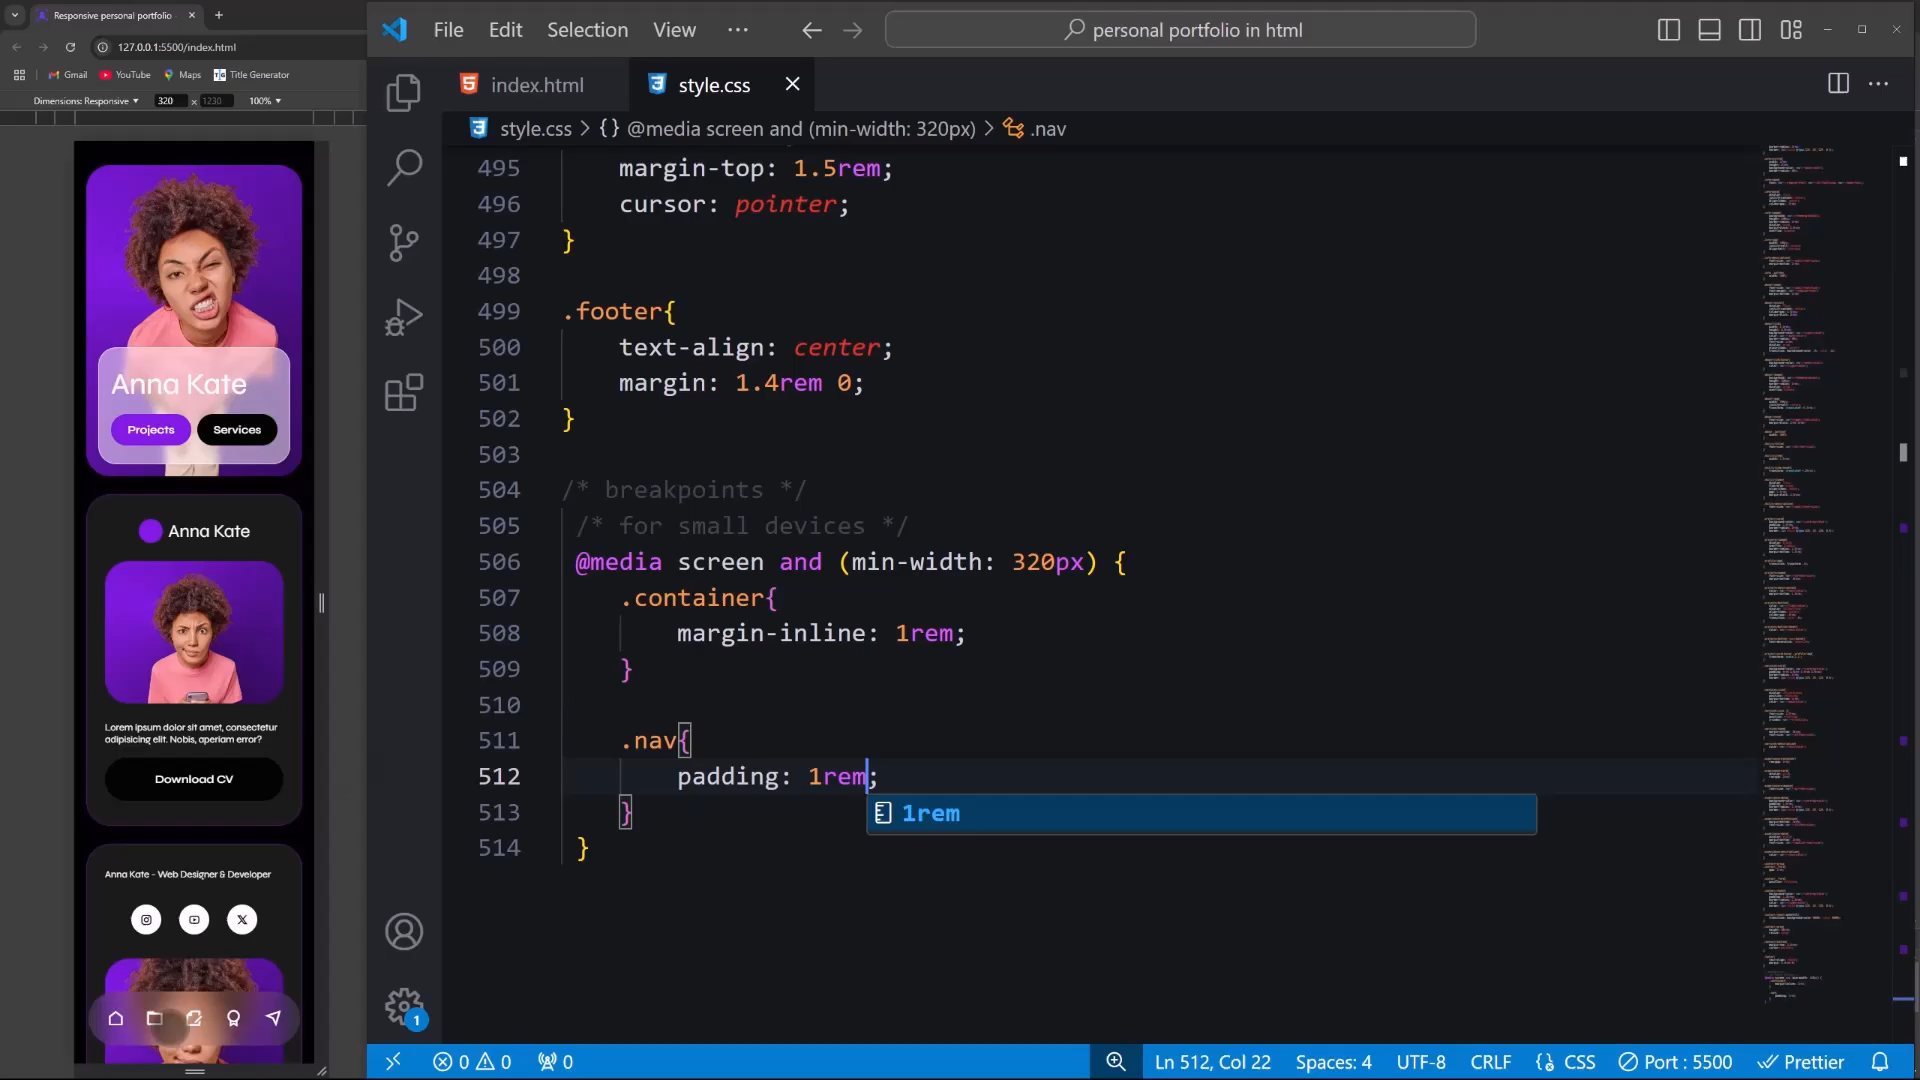 Responsive personal portfolio
127.0.0.1:5500/index.html
Gmail YouTube Maps Title Generator
Dimensions: Responsive 320 x 1230 100%
Anna Kate
Projects Services
Anna Kate
Lorem ipsum dolor sit amet, consectetur
adipisicing elit. Nobis, aperiam error?
Download CV
Anna Kate - Web Designer & Developer
File Edit Selection View ···
personal portfolio in html
index.html style.css
style.css > {} @media screen and (min-width: 320px) > .nav
495 margin-top: 1.5rem;
496 cursor: pointer;
497 }
498
499 .footer{
500 text-align: center;
501 margin: 1.4rem 0;
502 }
503
504 /* breakpoints */
505 /* for small devices */
506 @media screen and (min-width: 320px) {
507 .container{
508 margin-inline: 1rem;
509 }
510
511 .nav{
512 padding: 1rem;
1rem
513 }
514 }
1
0 0 0 Ln 512, Col 22 Spaces: 4 UTF-8 CRLF {} CSS Port : 5500 Prettier